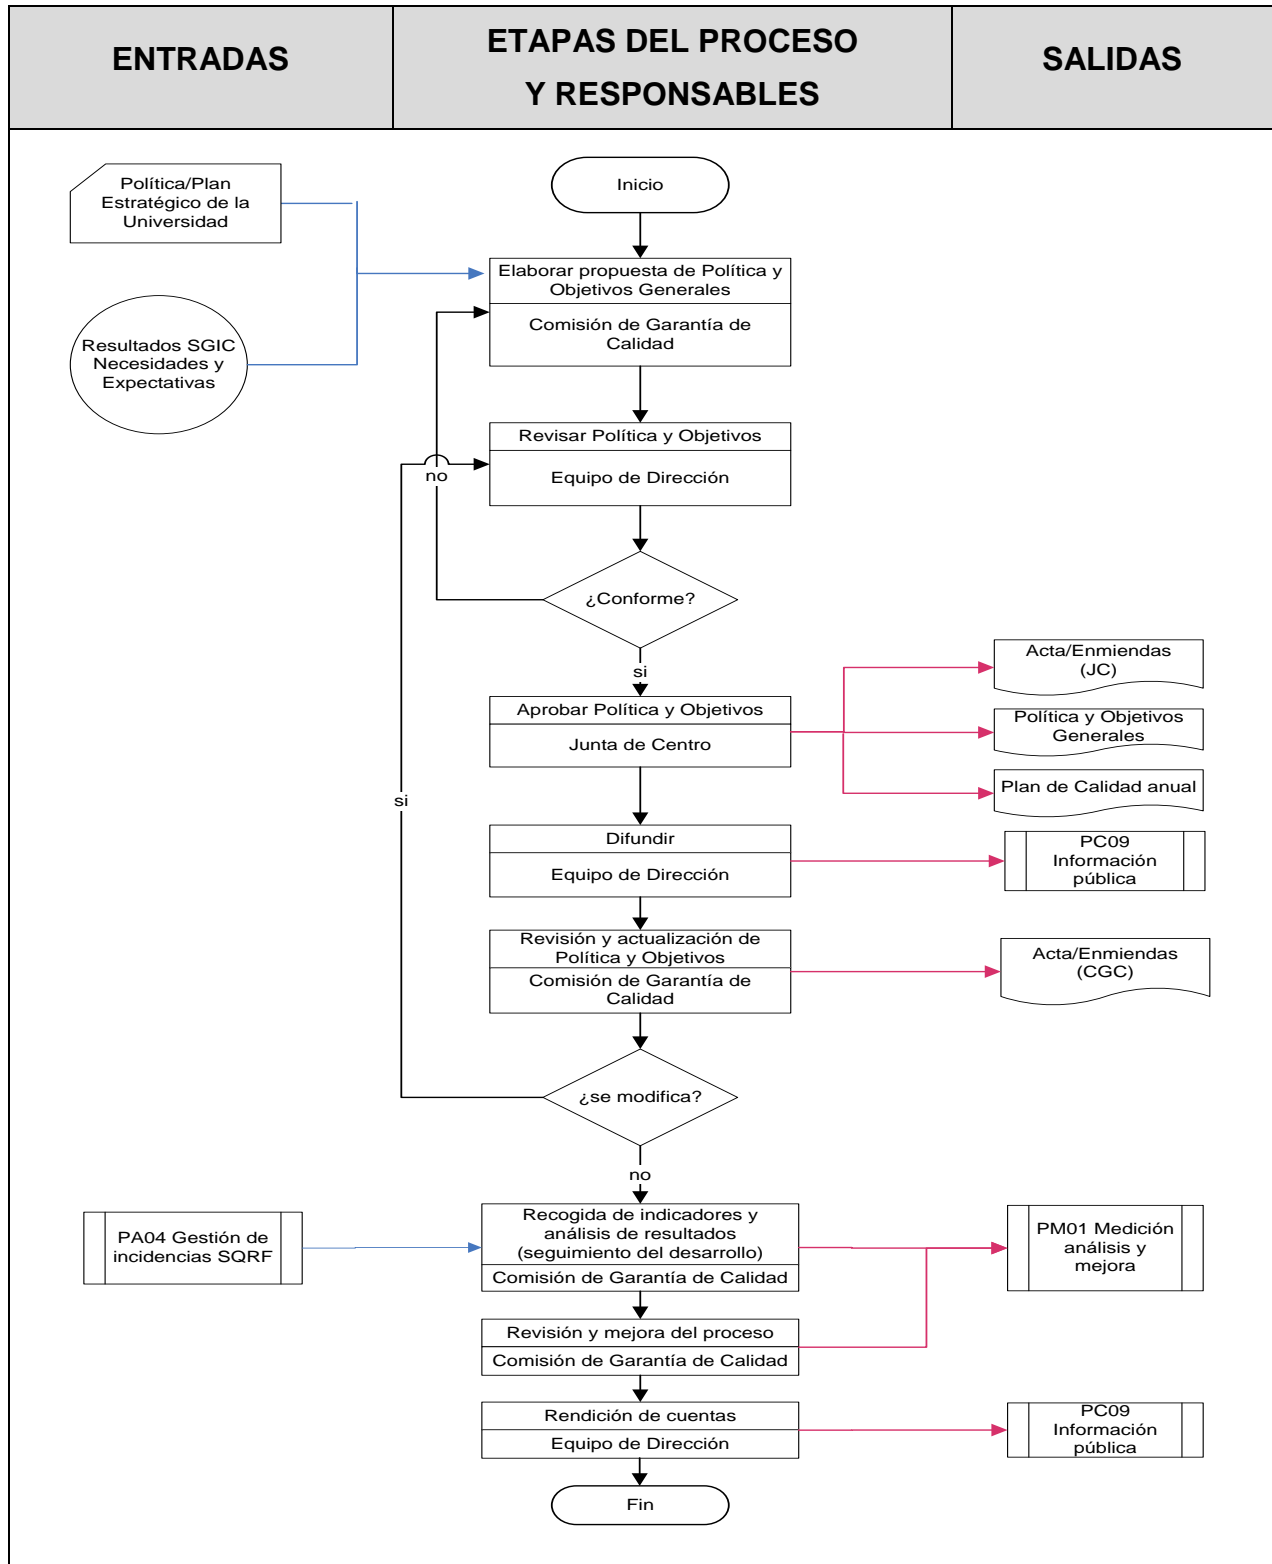 ENTRADAS
ETAPAS DEL PROCESO
Y RESPONSABLES
SALIDAS
Política/Plan
Estratégico de la
Universidad
Inicio
Elaborar propuesta de Política y
Objetivos Generales
Comisión de Garantía de
Calidad
Resultados SGIC
Necesidades y
Expectativas
Revisar Política y Objetivos
Equipo de Dirección
no
¿Conforme?
si
Aprobar Política y Objetivos
Junta de Centro
Acta/Enmiendas
(JC)
Política y Objetivos
Generales
Plan de Calidad anual
si
Difundir
Equipo de Dirección
PC09
Información
pública
Revisión y actualización de
Política y Objetivos
Comisión de Garantía de
Calidad
Acta/Enmiendas
(CGC)
¿se modifica?
no
PA04 Gestión de
incidencias SQRF
Recogida de indicadores y
análisis de resultados
(seguimiento del desarrollo)
Comisión de Garantía de Calidad
PM01 Medición
análisis y
mejora
Revisión y mejora del proceso
Comisión de Garantía de Calidad
Rendición de cuentas
Equipo de Dirección
PC09
Información
pública
Fin